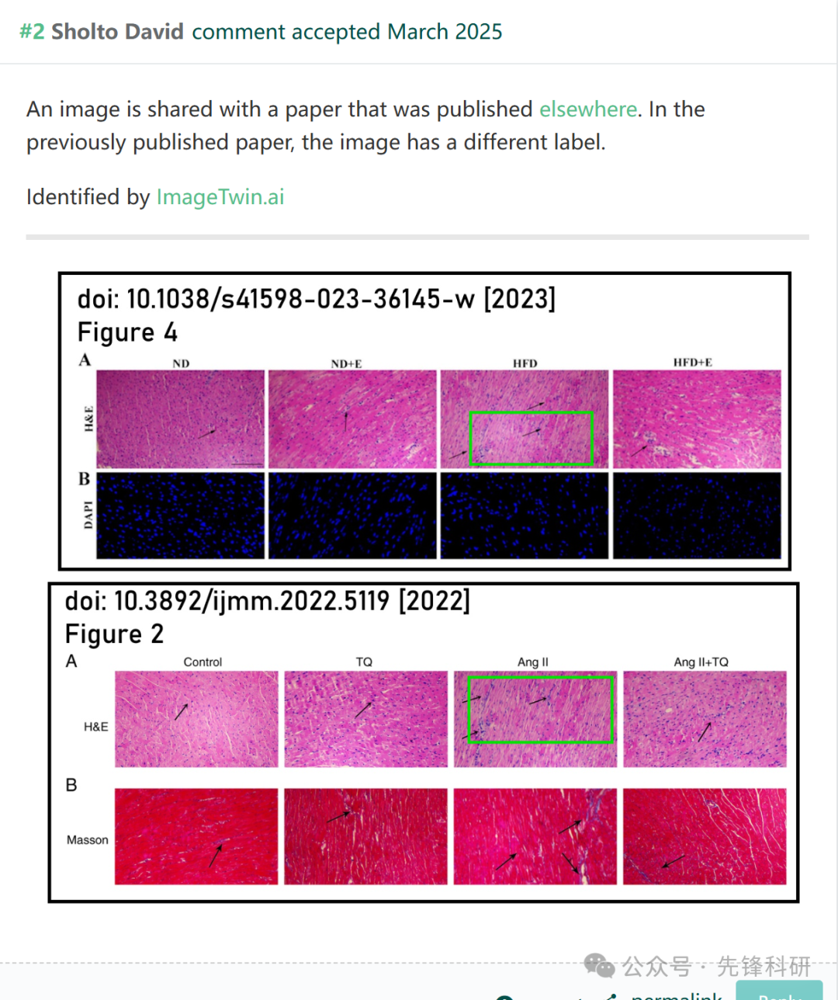 #2 Sholto David comment accepted March 2025
An image is shared with a paper that was published elsewhere. In the
previously published paper, the image has a different label.
Identified by ImageTwin.ai
doi: 10.1038/s41598-023-36145-w [2023]
Figure 4
A
ND ND+E HFD HFD+E
H&E
B
DAPI
doi: 10.3892/ijmm.2022.5119 [2022]
Figure 2
A
Control TQ Ang II Ang II+TQ
H&E
B
Masson
公众号 · 先锋科研
permalink
Reply